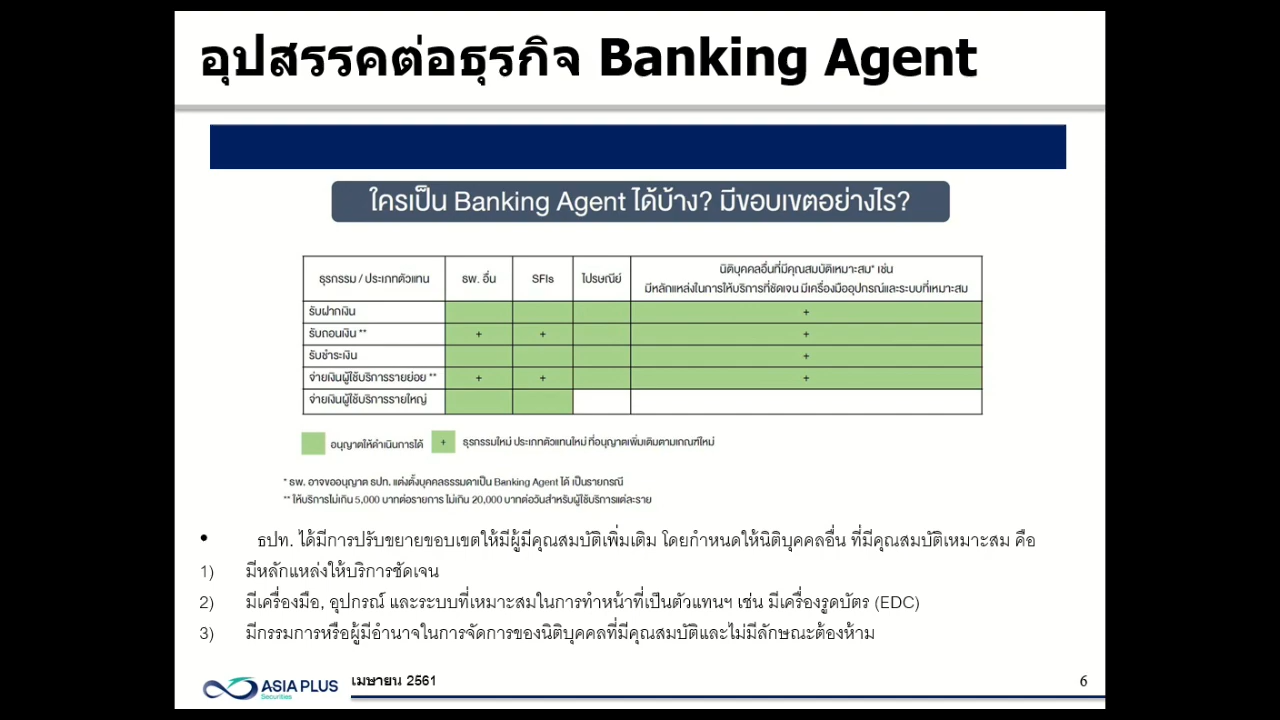 อุปสรรคต่อธุรกิจ Banking Agent
ใครเป็น Banking Agent ได้บ้าง? มีขอบเขตอย่างไร?
ธุรกรรม / ประเภทตัวแทน ธพ. อื่น SFIs ไปรษณีย์ นิติบุคคลอื่นที่มีคุณสมบัติเหมาะสม* เช่น
มีหลักแหล่งในการให้บริการที่ชัดเจน มีเครื่องมืออุปกรณ์และระบบที่เหมาะสม
รับฝากเงิน +
รับถอนเงิน ** + + +
รับชำระเงิน +
จ่ายเงินผู้ใช้บริการรายย่อย ** + + +
จ่ายเงินผู้ใช้บริการรายใหญ่
อนุญาตให้ดำเนินการได้ + ธุรกรรมใหม่ ประเภทตัวแทนใหม่ ที่อนุญาตเพิ่มเติมตามเกณฑ์ใหม่
* ธพ. อาจขออนุญาต ธปท. แต่งตั้งบุคคลธรรมดาเป็น Banking Agent ได้ เป็นรายกรณี
** ให้บริการไม่เกิน 5,000 บาทต่อรายการ ไม่เกิน 20,000 บาทต่อวันสำหรับผู้ใช้บริการแต่ละราย
• ธปท. ได้มีการปรับขยายขอบเขตให้มีผู้มีคุณสมบัติเพิ่มเติม โดยกำหนดให้นิติบุคคลอื่น ที่มีคุณสมบัติเหมาะสม คือ
1) มีหลักแหล่งให้บริการชัดเจน
2) มีเครื่องมือ, อุปกรณ์ และระบบที่เหมาะสมในการทำหน้าที่เป็นตัวแทนฯ เช่น มีเครื่องรูดบัตร (EDC)
3) มีกรรมการหรือผู้มีอำนาจในการจัดการของนิติบุคคลที่มีคุณสมบัติและไม่มีลักษณะต้องห้าม
ASIA PLUS
Securities
เมษายน 2561
6